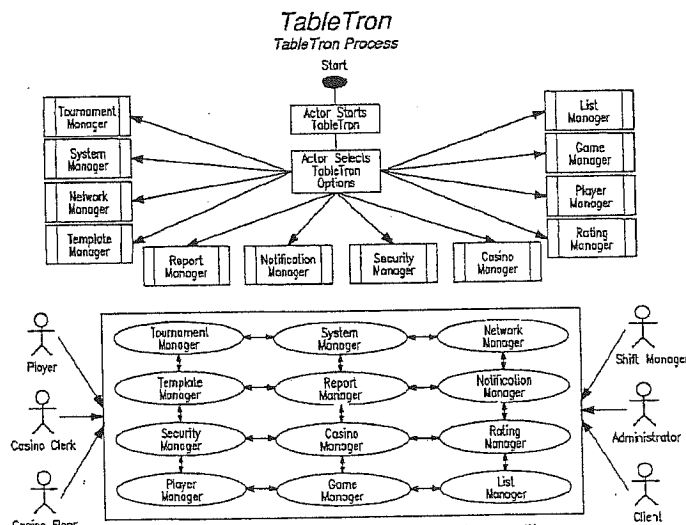 TableTron
TableTron Process
Start
Actor Starts
TableTron
Actor Selects
TableTron
Options
Tournament
Manager
System
Manager
Network
Manager
Template
Manager
Report
Manager
Notification
Manager
Security
Manager
Casino
Manager
List
Manager
Game
Manager
Player
Manager
Rating
Manager
Player
Casino Clerk
Casino
Tournament
Manager
System
Manager
Network
Manager
Template
Manager
Report
Manager
Notification
Manager
Security
Manager
Casino
Manager
Rating
Manager
Player
Manager
Game
Manager
List
Manager
Shift Manager
Administrator
Client